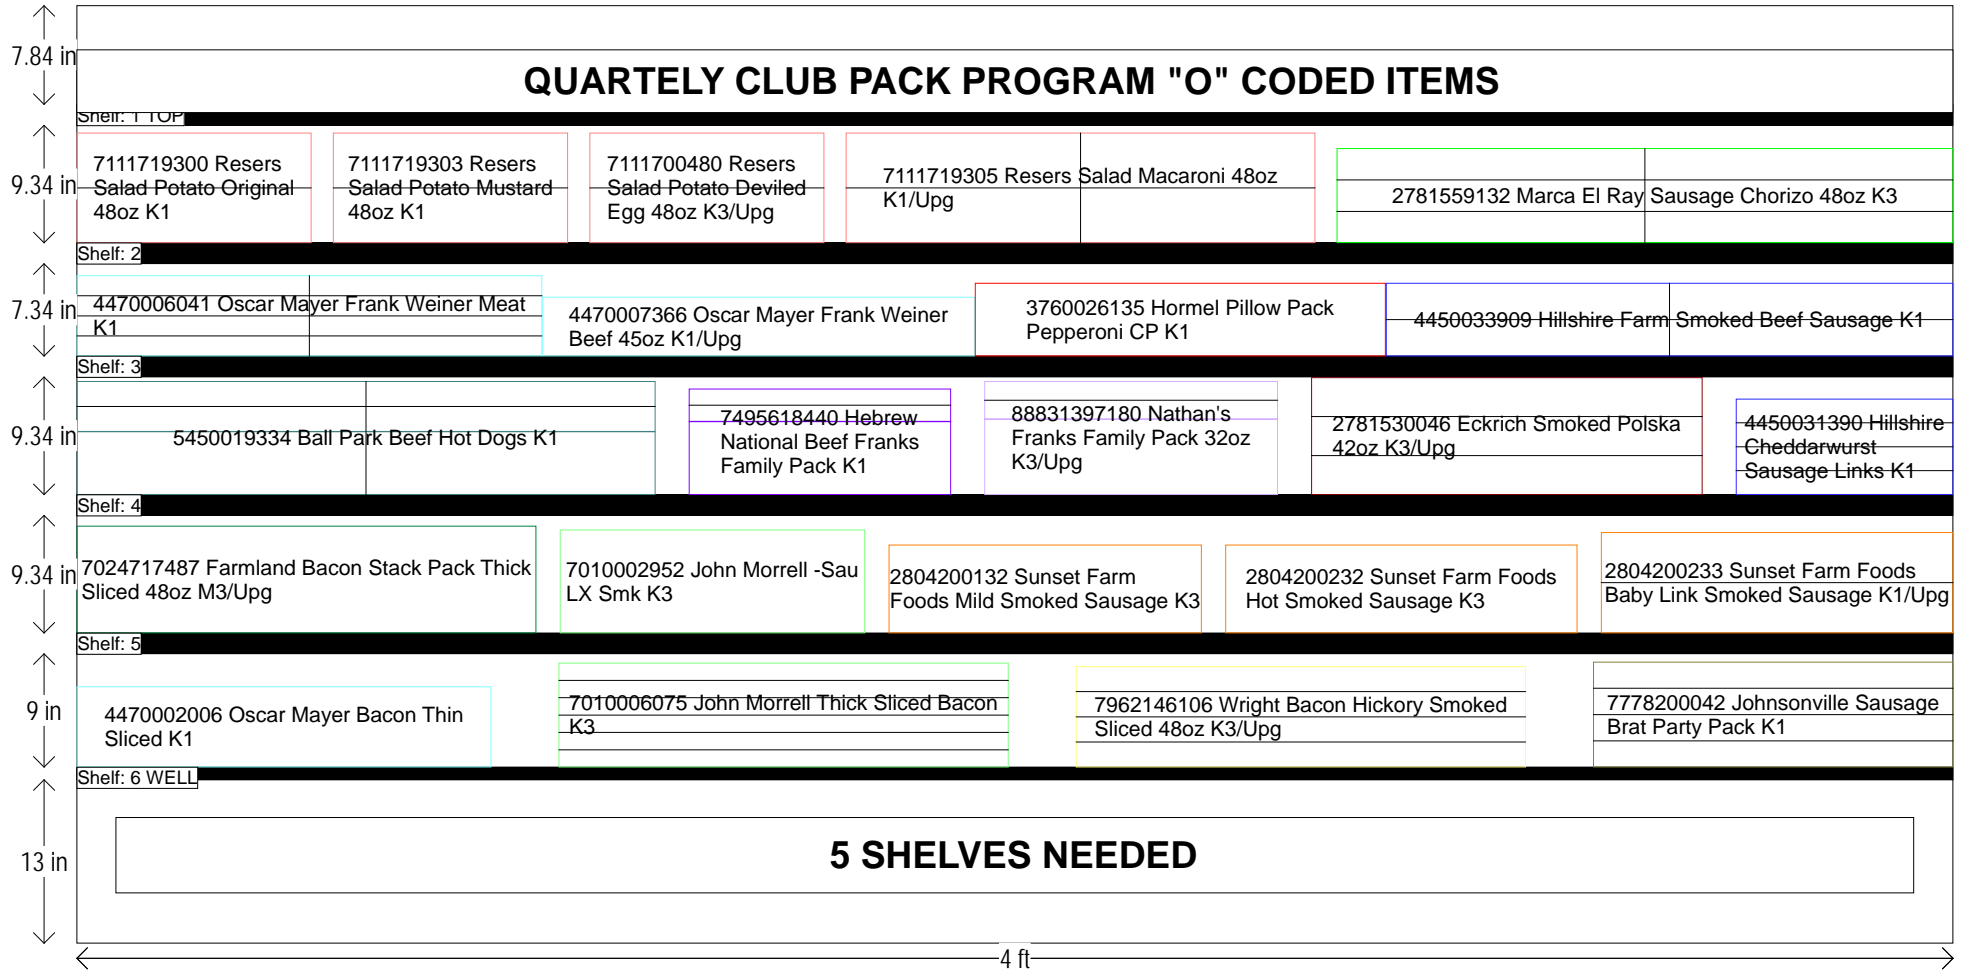 7.84 in
QUARTELY CLUB PACK PROGRAM "O" CODED ITEMS
Shelf: 1 TOP
9.34 in
7111719300 Resers
Salad Potato Original
48oz K1
7111719303 Resers
Salad Potato Mustard
48oz K1
7111700480 Resers
Salad Potato Deviled
Egg 48oz K3/Upg
7111719305 Resers Salad Macaroni 48oz
K1/Upg
2781559132 Marca El Ray Sausage Chorizo 48oz K3
Shelf: 2
7.34 in
4470006041 Oscar Mayer Frank Weiner Meat
K1
4470007366 Oscar Mayer Frank Weiner
Beef 45oz K1/Upg
3760026135 Hormel Pillow Pack
Pepperoni CP K1
4450033909 Hillshire Farm Smoked Beef Sausage K1
Shelf: 3
9.34 in
5450019334 Ball Park Beef Hot Dogs K1
7495618440 Hebrew
National Beef Franks
Family Pack K1
88831397180 Nathan's
Franks Family Pack 32oz
K3/Upg
2781530046 Eckrich Smoked Polska
42oz K3/Upg
4450031390 Hillshire
Cheddarwurst
Sausage Links K1
Shelf: 4
9.34 in
7024717487 Farmland Bacon Stack Pack Thick
Sliced 48oz M3/Upg
7010002952 John Morrell -Sau
LX Smk K3
2804200132 Sunset Farm
Foods Mild Smoked Sausage K3
2804200232 Sunset Farm Foods
Hot Smoked Sausage K3
2804200233 Sunset Farm Foods
Baby Link Smoked Sausage K1/Upg
Shelf: 5
9 in
4470002006 Oscar Mayer Bacon Thin
Sliced K1
7010006075 John Morrell Thick Sliced Bacon
K3
7962146106 Wright Bacon Hickory Smoked
Sliced 48oz K3/Upg
7778200042 Johnsonville Sausage
Brat Party Pack K1
Shelf: 6 WELL
13 in
5 SHELVES NEEDED
4 ft